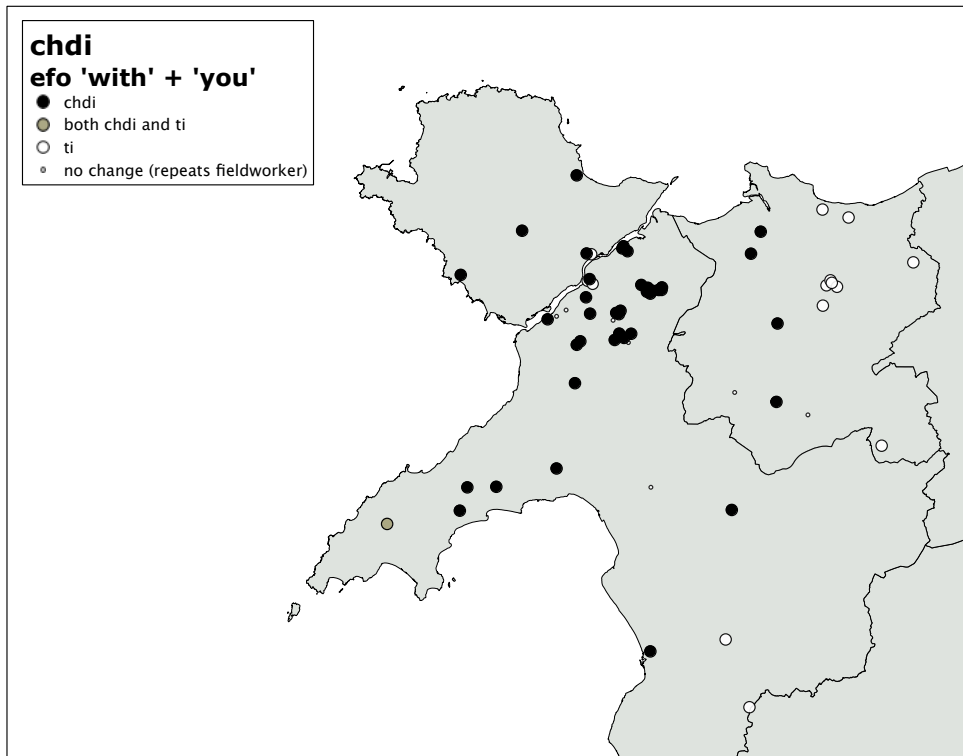 chdi
efo 'with' + 'you'
chdi
both chdi and ti
ti
no change (repeats fieldworker)